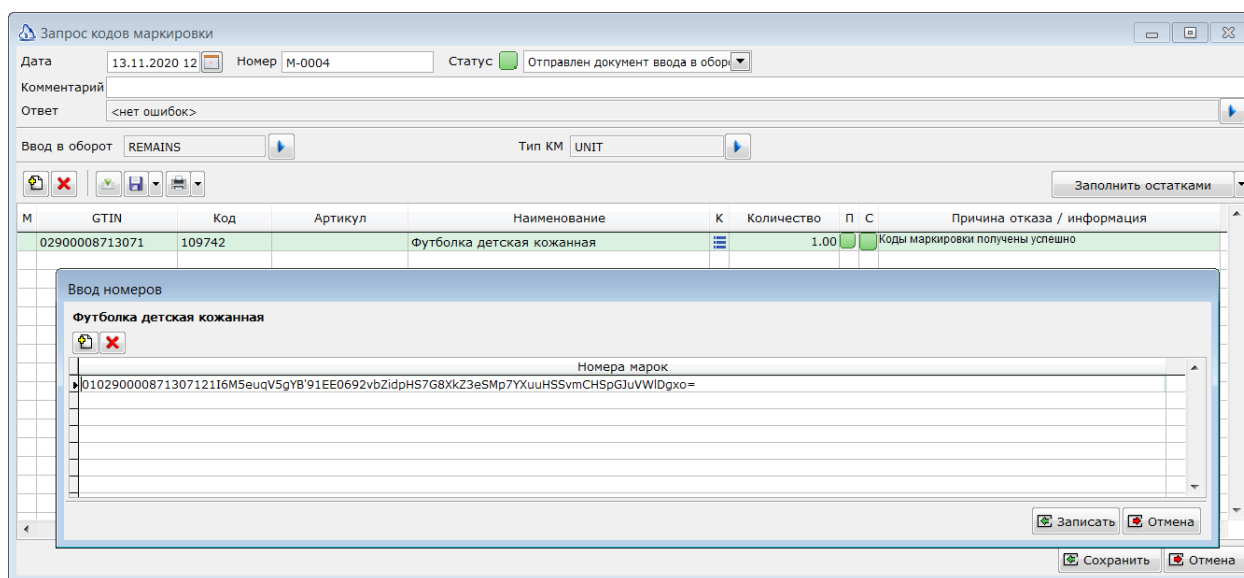 Запрос кодов маркировки
Дата 13.11.2020 12 Номер М-0004 Статус Отправлен документ ввода в обор
Комментарий
Ответ <нет ошибок>
Ввод в оборот REMAINS Тип КМ UNIT
Заполнить остатками
М GTIN Код Артикул Наименование К Количество П С Причина отказа / информация
02900008713071 109742 Футболка детская кожанная 1.00 Коды маркировки получены успешно
Ввод номеров
Футболка детская кожанная
Номера марок
010290000871307121I6M5euqV5gYB'91EE0692vbZidpHS7G8XkZ3eSMp7YXuuHSSvmCHSpGJuVWlDgxo=
Записать Отмена
Сохранить Отмена